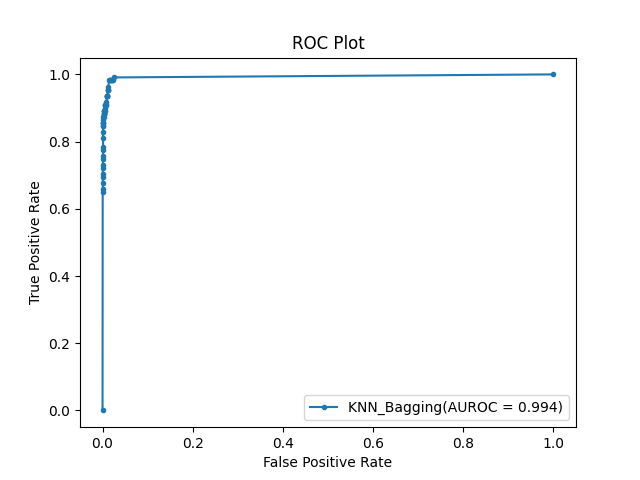 ROC Plot
1.0
0.8
0.6
0.4
0.2
0.0
True Positive Rate
KNN_Bagging(AUROC = 0.994)
0.0 0.2 0.4 0.6 0.8 1.0
False Positive Rate